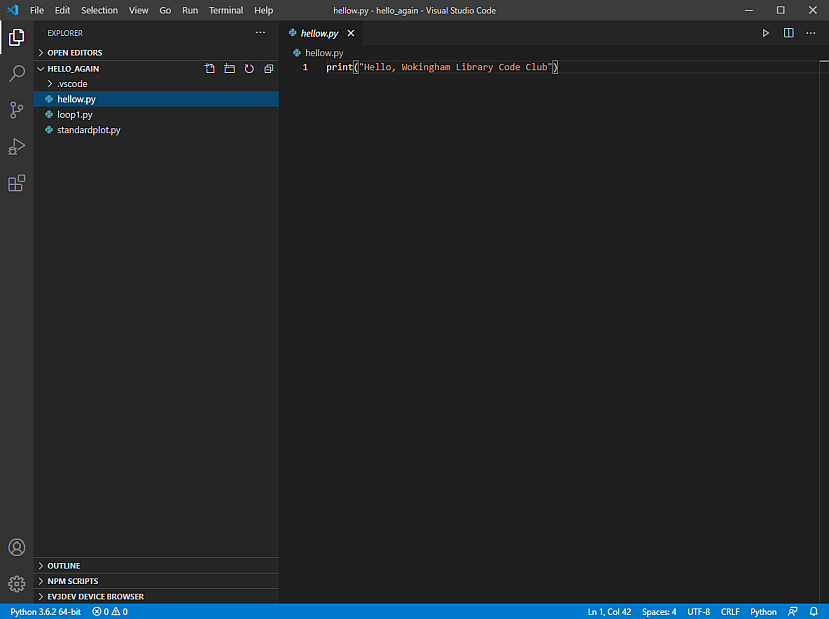 File Edit Selection View Go Run Terminal Help hellow.py - hello_again - Visual Studio Code
EXPLORER
hellow.py
OPEN EDITORS
hellow.py
HELLO_AGAIN
1 print("Hello, Wokingham Library Code Club")
.vscode
hellow.py
loop1.py
standardplot.py
OUTLINE
NPM SCRIPTS
EV3DEV DEVICE BROWSER
Python 3.6.2 64-bit 0 0 Ln 1, Col 42 Spaces: 4 UTF-8 CRLF Python